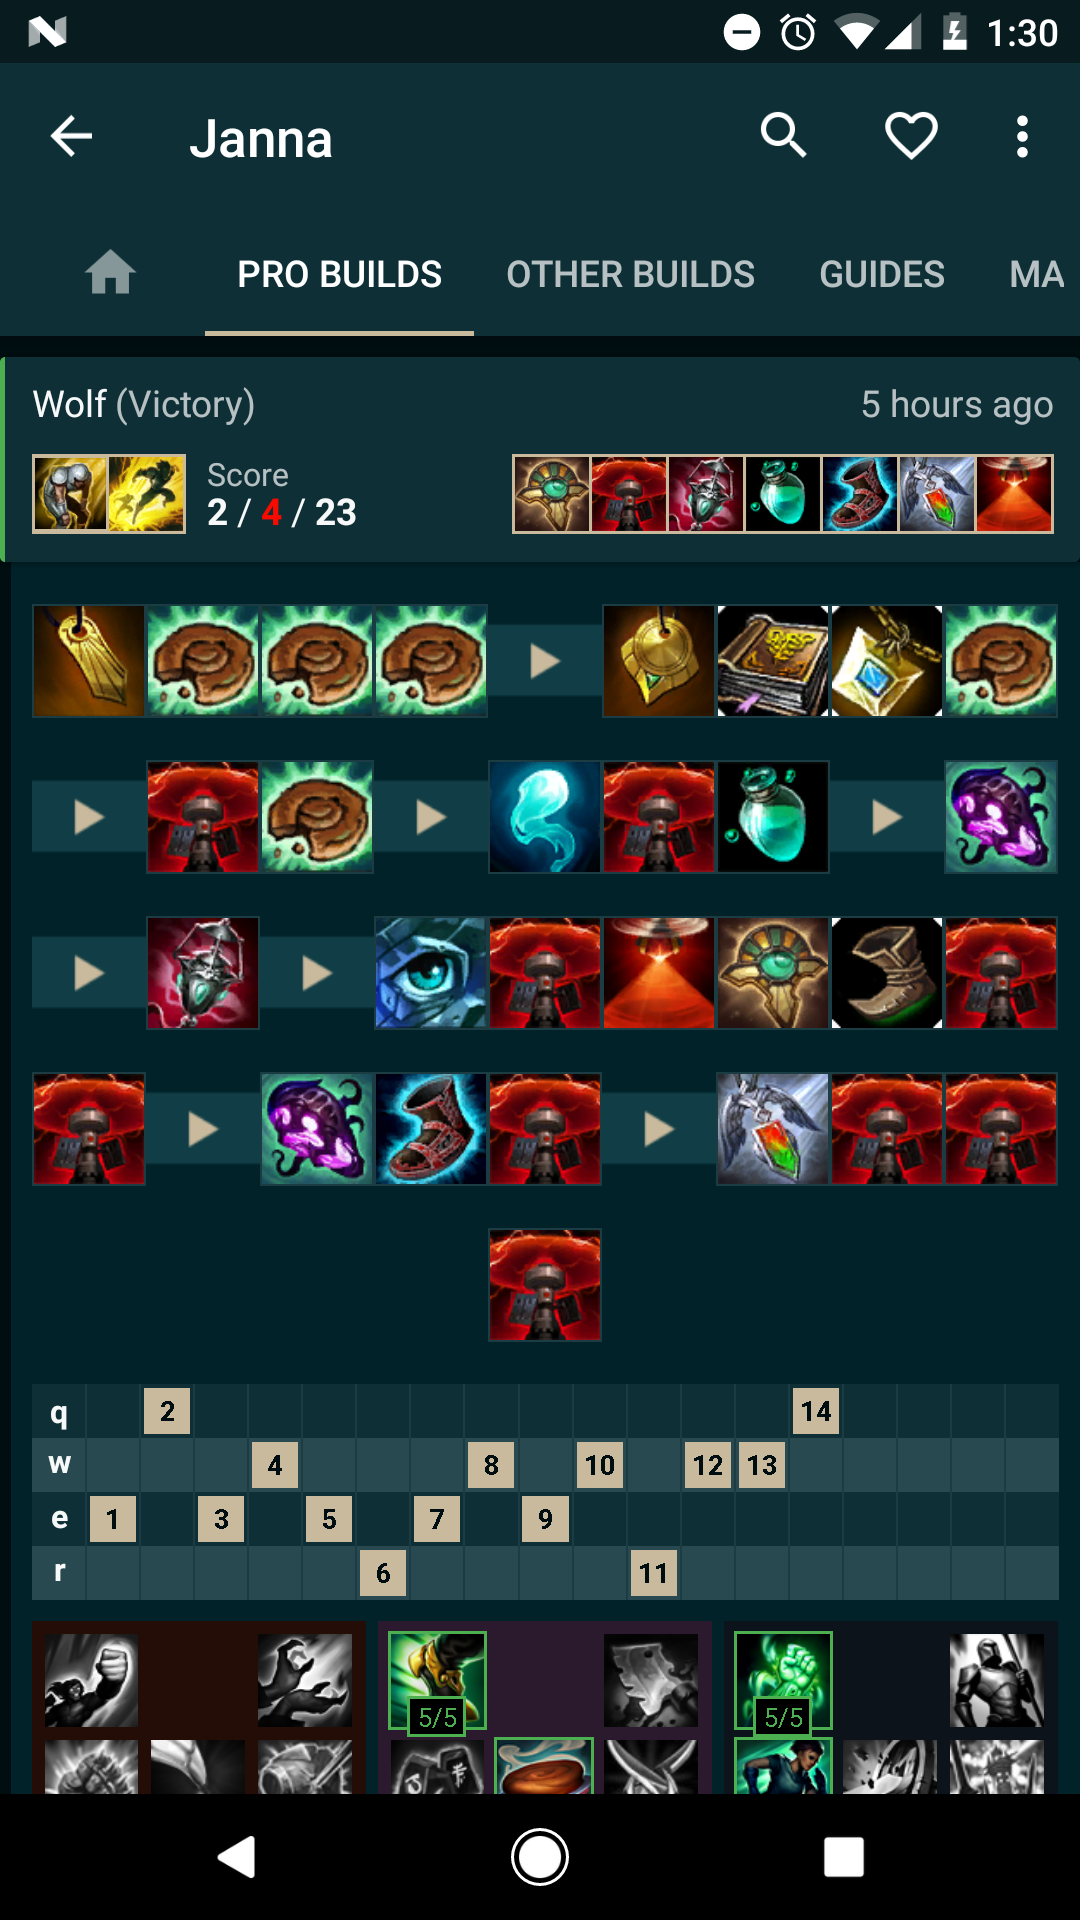 1:30
Janna
PRO BUILDS OTHER BUILDS GUIDES MA
Wolf (Victory) 5 hours ago
Score
2 / 4 / 23
q 2 14
w 4 8 10 12 13
e 1 3 5 7 9
r 6 11
5/5 5/5